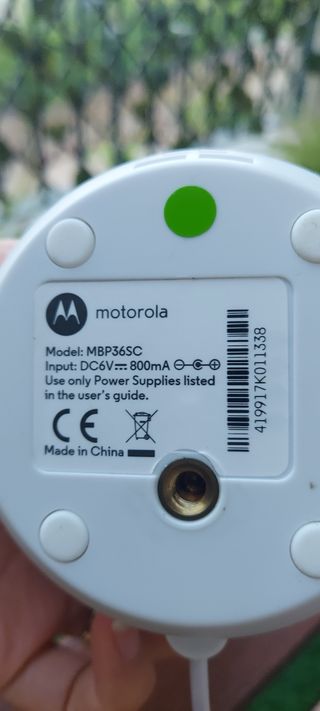 motorola
Model: MBP36SC
Input: DC6V⎓ 800mA
Use only Power Supplies listed
in the user's guide.
CE
Made in China
419917K011338